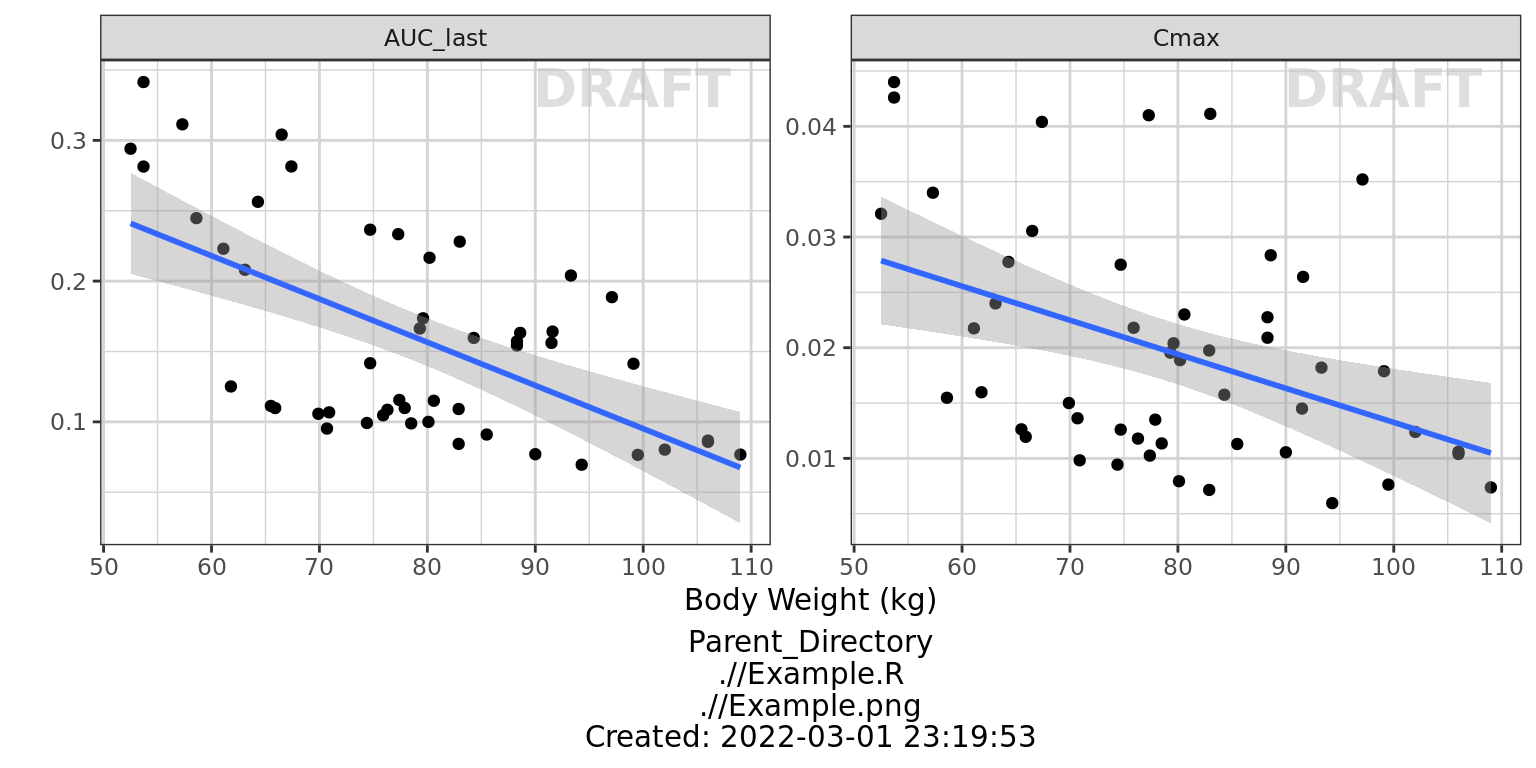 AUC_last
Cmax
DRAFT
DRAFT
0.3
0.2
0.1
0.04
0.03
0.02
0.01
50 60 70 80 90 100 110
50 60 70 80 90 100 110
Body Weight (kg)
Parent_Directory
.//Example.R
.//Example.png
Created: 2022-03-01 23:19:53